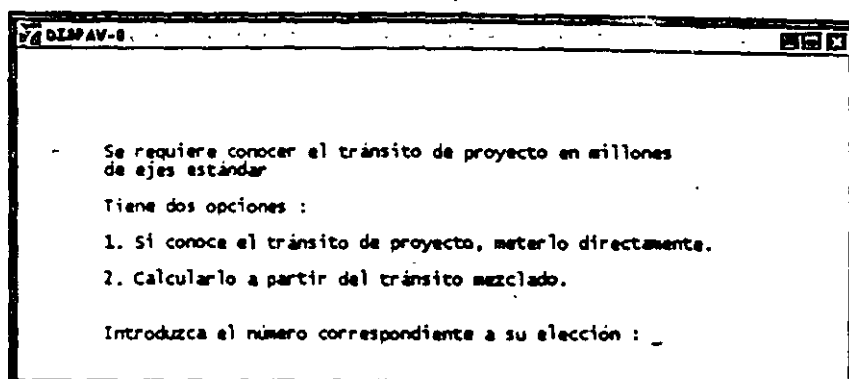 DISPAV-0
Se requiere conocer el tránsito de proyecto en millones
de ejes estándar
Tiene dos opciones :
1. Si conoce el tránsito de proyecto, meterlo directamente.
2. Calcularlo a partir del tránsito mezclado.
Introduzca el número correspondiente a su elección : _